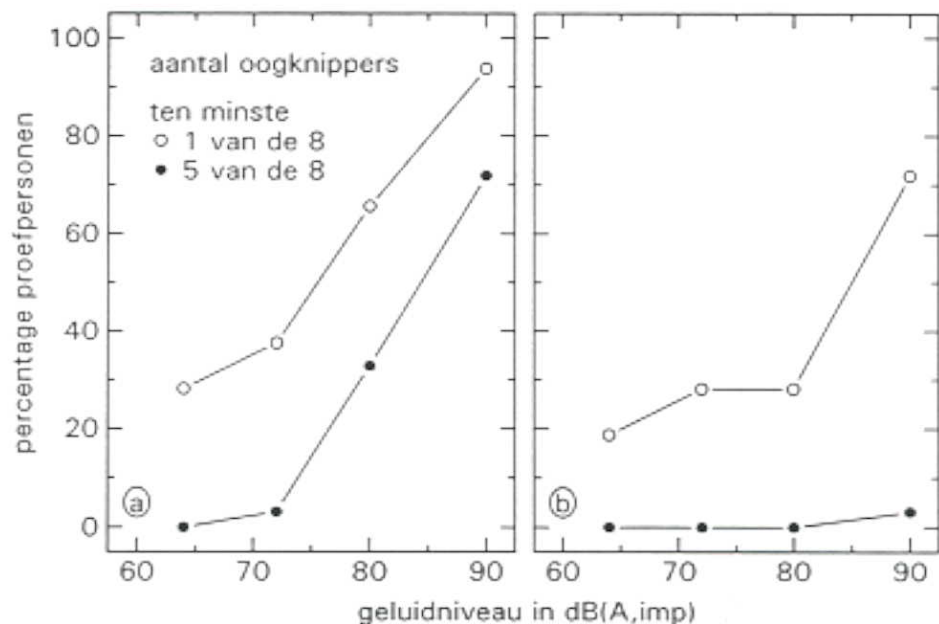 100
80
60
40
20
0
percentage proefpersonen
aantal oogknippers
ten minste
○ 1 van de 8
● 5 van de 8
a
b
60 70 80 90
60 70 80 90
geluidniveau in dB(A,imp)